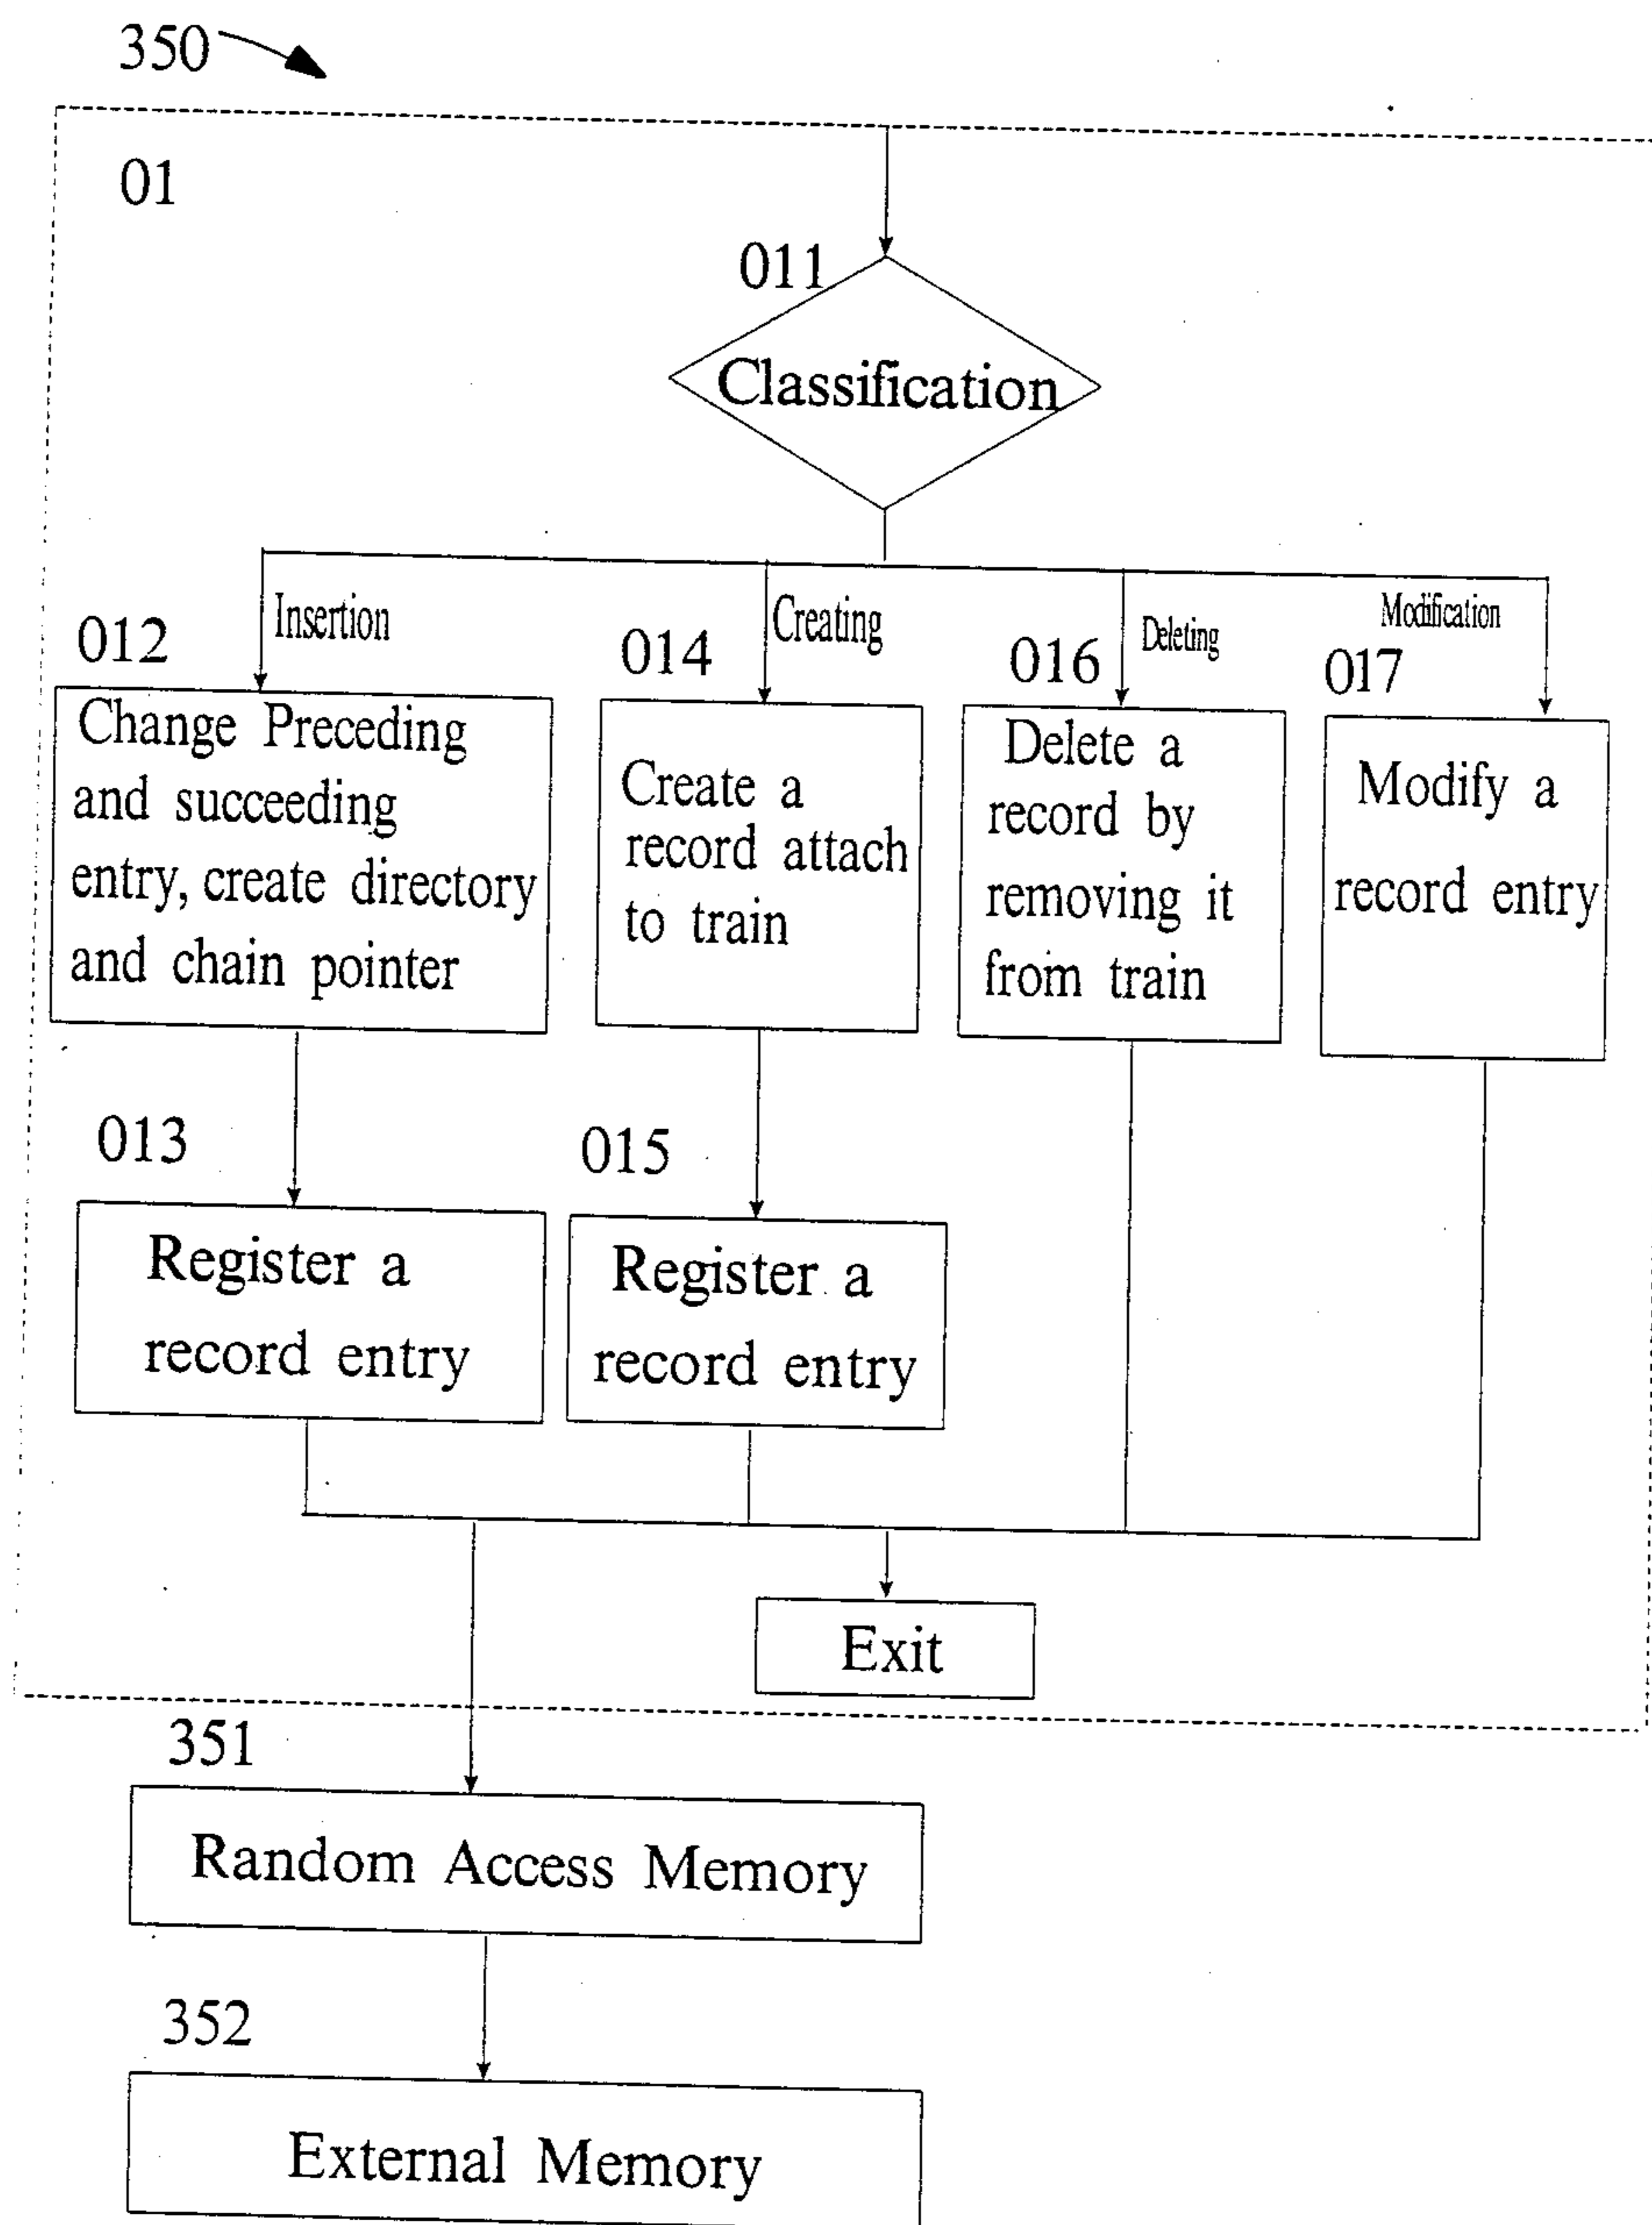 350
01
011
Classification
Insertion
Creating
Deleting
Modification
012
014
016
017
Change Preceding
and succeeding
entry, create directory
and chain pointer
Create a
record attach
to train
Delete a
record by
removing it
from train
Modify a
record entry
013
015
Register a
record entry
Register a
record entry
Exit
351
Random Access Memory
352
External Memory